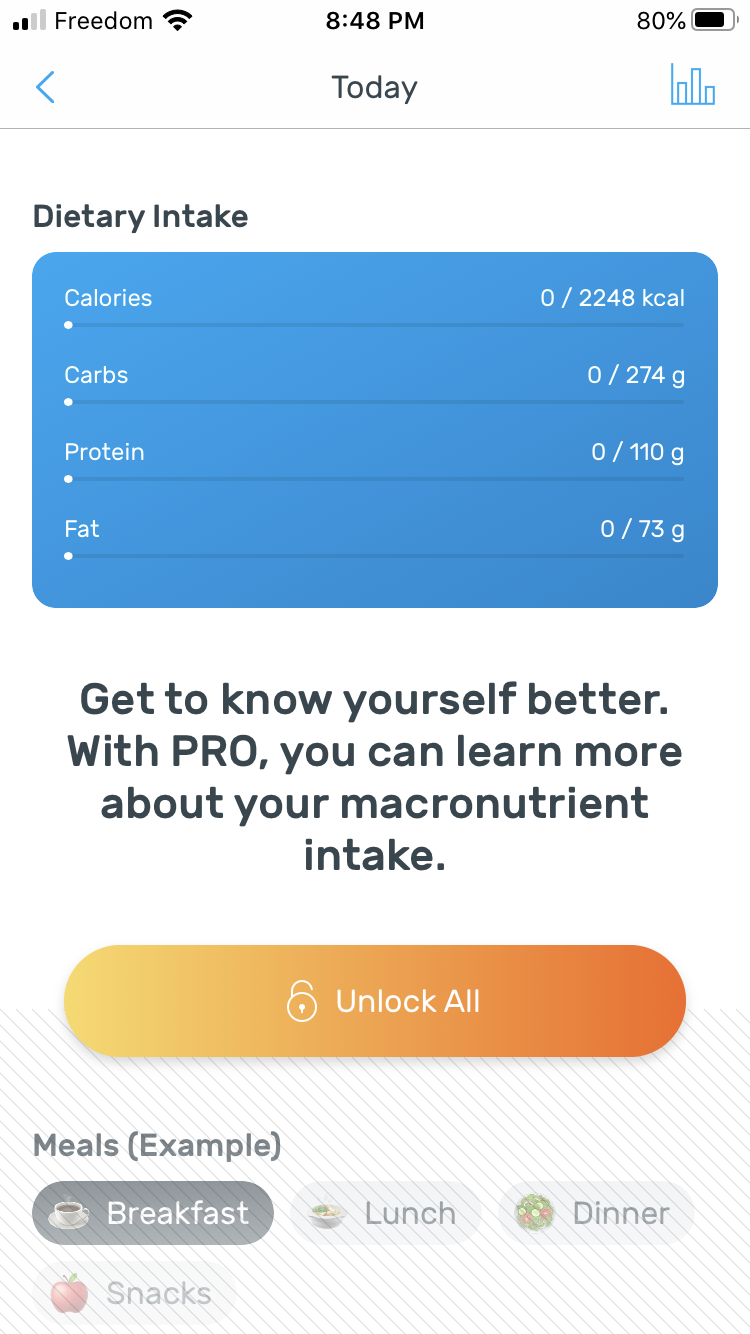 Freedom 8:48 PM 80%
Today
Dietary Intake
Calories 0 / 2248 kcal
Carbs 0 / 274 g
Protein 0 / 110 g
Fat 0 / 73 g
Get to know yourself better.
With PRO, you can learn more
about your macronutrient
intake.
Unlock All
Meals (Example)
Breakfast Lunch Dinner
Snacks